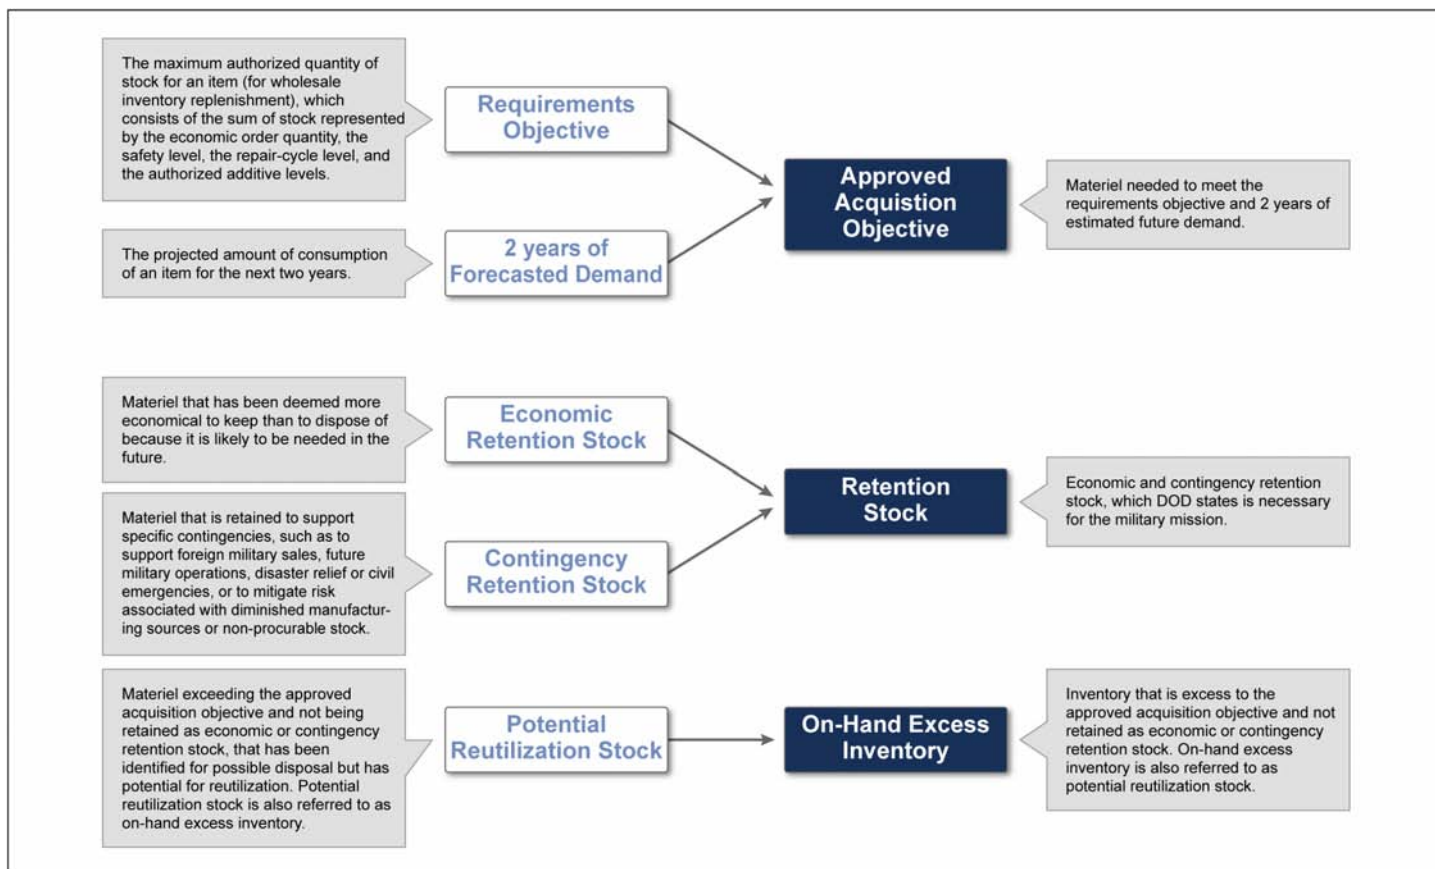 The maximum authorized quantity of
stock for an item (for wholesale
inventory replenishment), which
consists of the sum of stock represented
by the economic order quantity, the
safety level, the repair-cycle level, and
the authorized additive levels.
Requirements
Objective
The projected amount of consumption
of an item for the next two years.
2 years of
Forecasted Demand
Approved
Acquistion
Objective
Materiel needed to meet the
requirements objective and 2 years of
estimated future demand.
Materiel that has been deemed more
economical to keep than to dispose of
because it is likely to be needed in the
future.
Economic
Retention Stock
Materiel that is retained to support
specific contingencies, such as to
support foreign military sales, future
military operations, disaster relief or civil
emergencies, or to mitigate risk
associated with diminished manufactur-
ing sources or non-procurable stock.
Contingency
Retention Stock
Retention
Stock
Economic and contingency retention
stock, which DOD states is necessary
for the military mission.
Materiel exceeding the approved
acquisition objective and not being
retained as economic or contingency
retention stock, that has been
identified for possible disposal but has
potential for reutilization. Potential
reutilization stock is also referred to as
on-hand excess inventory.
Potential
Reutilization Stock
On-Hand Excess
Inventory
Inventory that is excess to the
approved acquisition objective and not
retained as economic or contingency
retention stock. On-hand excess
inventory is also referred to as
potential reutilization stock.